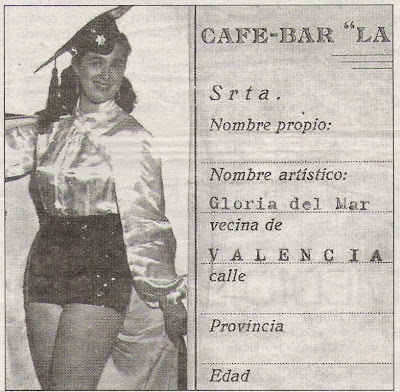 CAFE-BAR "LA
Srta.
Nombre propio:
Nombre artístico:
Gloria del Mar
vecina de
VALENCIA
calle
Provincia
Edad